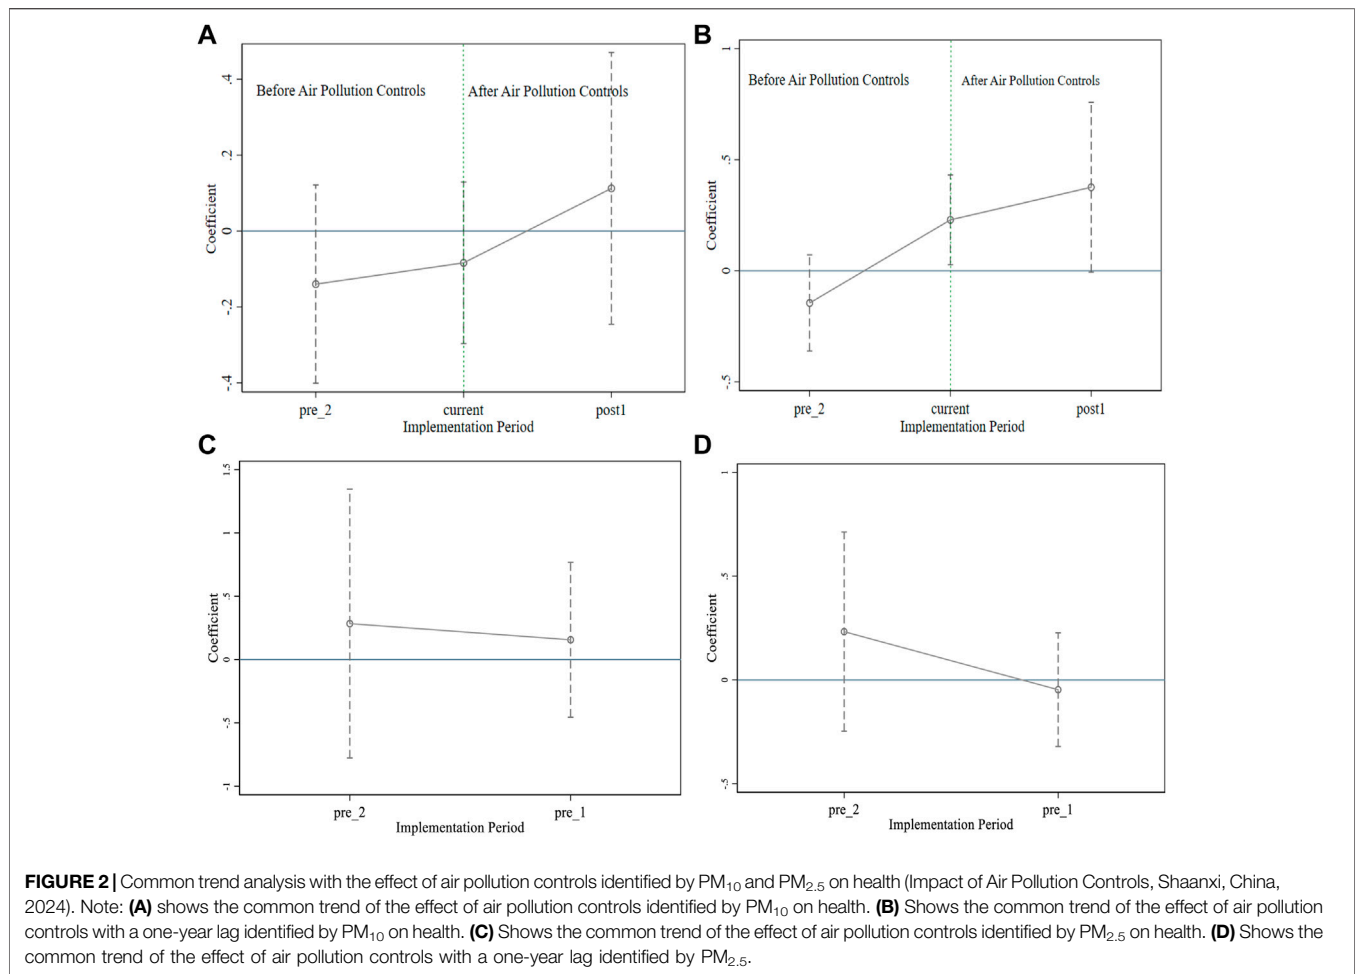 A
Before Air Pollution Controls
After Air Pollution Controls
Coefficient
.4
.2
0
-.2
-.4
pre_2
current
post1
Implementation Period
B
Before Air Pollution Controls
After Air Pollution Controls
Coefficient
1
.5
0
-.5
pre_2
current
post1
Implementation Period
C
Coefficient
1.5
1
.5
0
-.5
-1
pre_2
pre_1
Implementation Period
D
Coefficient
1
.5
0
-.5
pre_2
pre_1
Implementation Period
FIGURE 2 | Common trend analysis with the effect of air pollution controls identified by PM10 and PM2.5 on health (Impact of Air Pollution Controls, Shaanxi, China,
2024). Note: (A) shows the common trend of the effect of air pollution controls identified by PM10 on health. (B) Shows the common trend of the effect of air pollution
controls with a one-year lag identified by PM10 on health. (C) Shows the common trend of the effect of air pollution controls identified by PM2.5 on health. (D) Shows the
common trend of the effect of air pollution controls with a one-year lag identified by PM2.5.